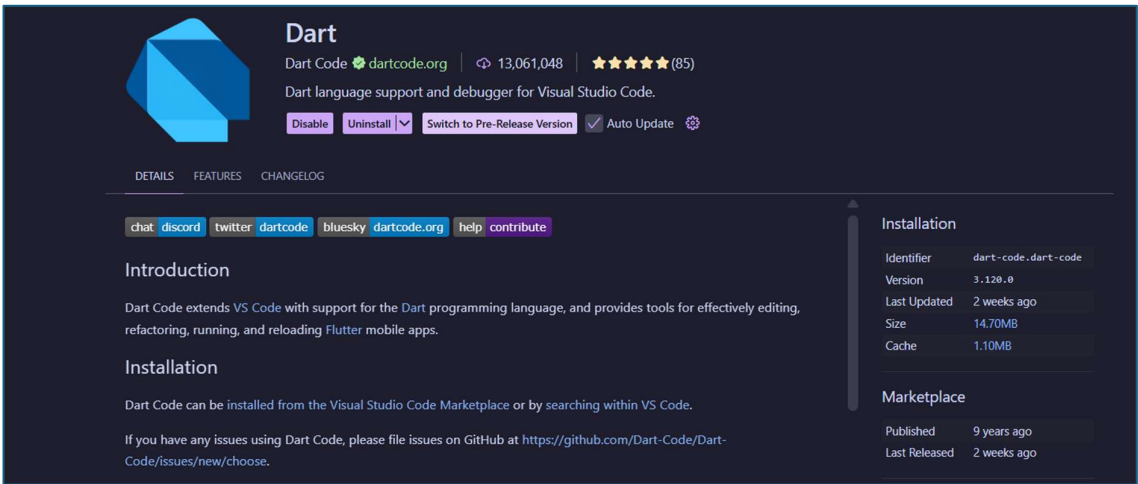 Dart
Dart Code dartcode.org 13,061,048 (85)
Dart language support and debugger for Visual Studio Code.
Disable Uninstall Switch to Pre-Release Version Auto Update
DETAILS FEATURES CHANGELOG
chat discord twitter dartcode bluesky dartcode.org help contribute
Introduction
Dart Code extends VS Code with support for the Dart programming language, and provides tools for effectively editing,
refactoring, running, and reloading Flutter mobile apps.
Installation
Dart Code can be installed from the Visual Studio Code Marketplace or by searching within VS Code.
If you have any issues using Dart Code, please file issues on GitHub at https://github.com/Dart-Code/Dart-
Code/issues/new/choose.
Installation
Identifier dart-code.dart-code
Version 3.120.0
Last Updated 2 weeks ago
Size 14.70MB
Cache 1.10MB
Marketplace
Published 9 years ago
Last Released 2 weeks ago